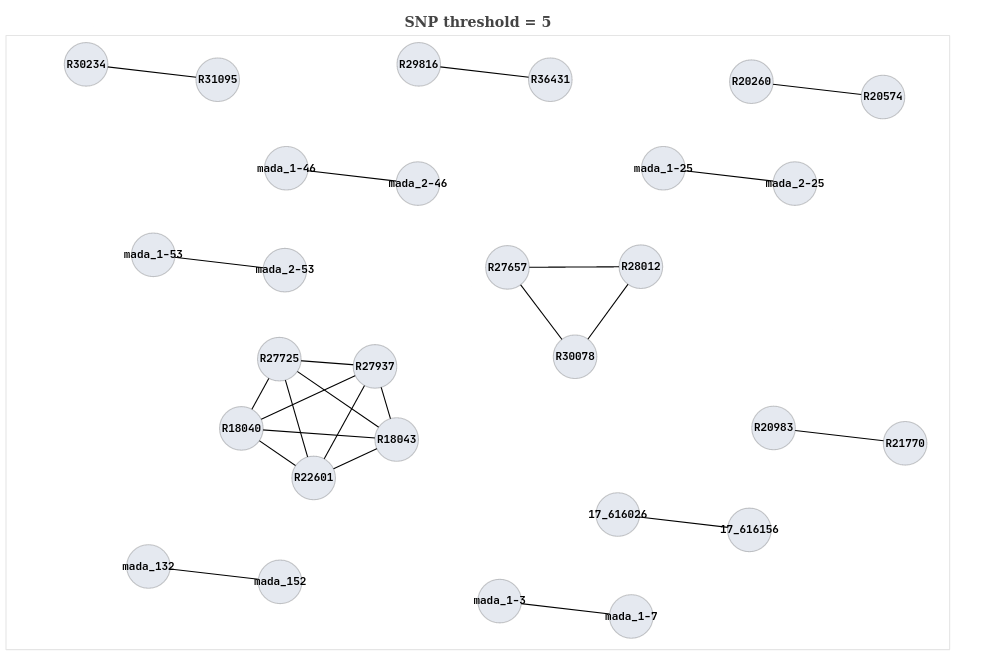 SNP threshold = 5
R30234
R31095
R29816
R36431
R20260
R20574
mada_1-46
mada_2-46
mada_1-25
mada_2-25
mada_1-53
mada_2-53
R27657
R28012
R30078
R27725
R27937
R18040
R18043
R22601
R20983
R21770
17_616026
17_616156
mada_132
mada_152
mada_1-3
mada_1-7